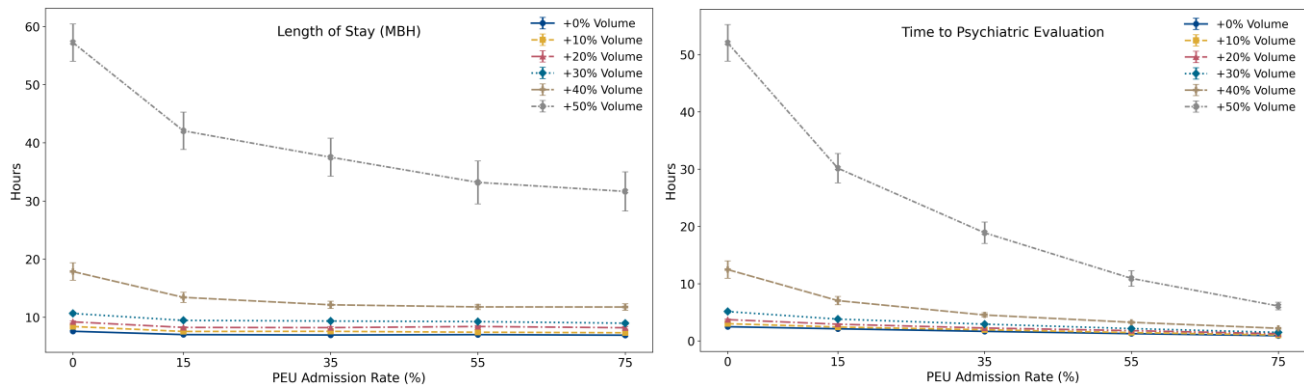 Length of Stay (MBH)
+0% Volume
+10% Volume
+20% Volume
+30% Volume
+40% Volume
+50% Volume
60
50
40
30
20
10
Hours
0 15 35 55 75
PEU Admission Rate (%)
Time to Psychiatric Evaluation
+0% Volume
+10% Volume
+20% Volume
+30% Volume
+40% Volume
+50% Volume
50
40
30
20
10
0
Hours
0 15 35 55 75
PEU Admission Rate (%)